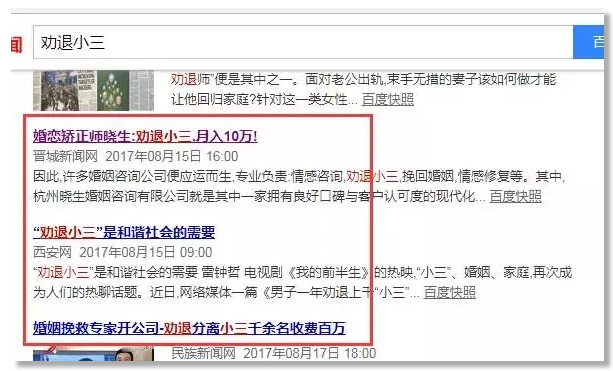 闻
劝退小三
百
劝退师”便是其中之一。面对老公出轨,束手无措的妻子该如何做才能
让他回归家庭?针对这一类女性... 百度快照
婚恋矫正师晓生:劝退小三,月入10万!
晋城新闻网 2017年08月15日 16:00
因此,许多婚姻咨询公司便应运而生,专业负责:情感咨询,劝退小三,挽回婚姻,情感修复等。其中,
杭州晓生婚姻咨询有限公司就是其中一家拥有良好口碑与客户认可度的现代化... 百度快照
“劝退小三”是和谐社会的需要
西安网 2017年08月15日 09:00
“劝退小三”是和谐社会的需要 雷钟哲 电视剧《我的前半生》的热映,“小三”、婚姻、家庭,再次成
为人们的热聊话题。近日,网络媒体一篇《男子一年劝退上千“小三”... 百度快照
婚姻挽救专家开公司-劝退分离小三千余名收费百万
民族新闻网 2017年08月17日 18:00